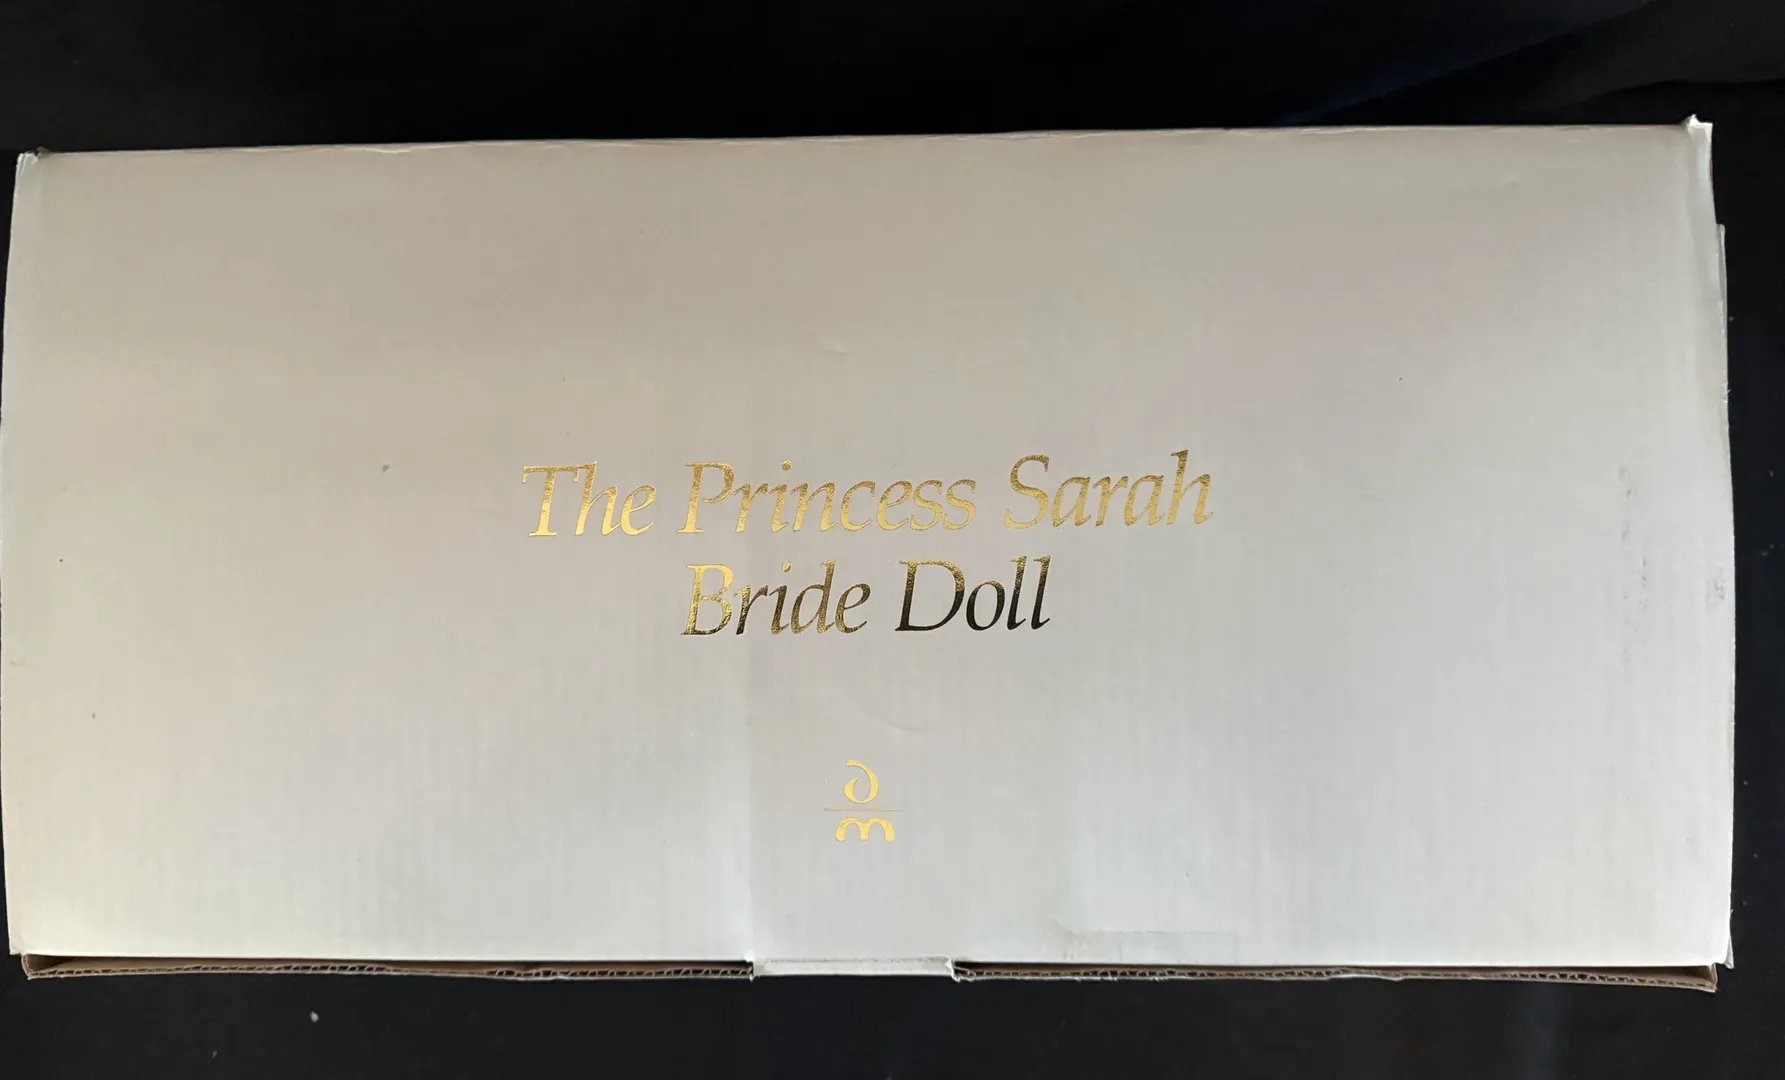 The Princess Sarah
Bride Doll
a
m